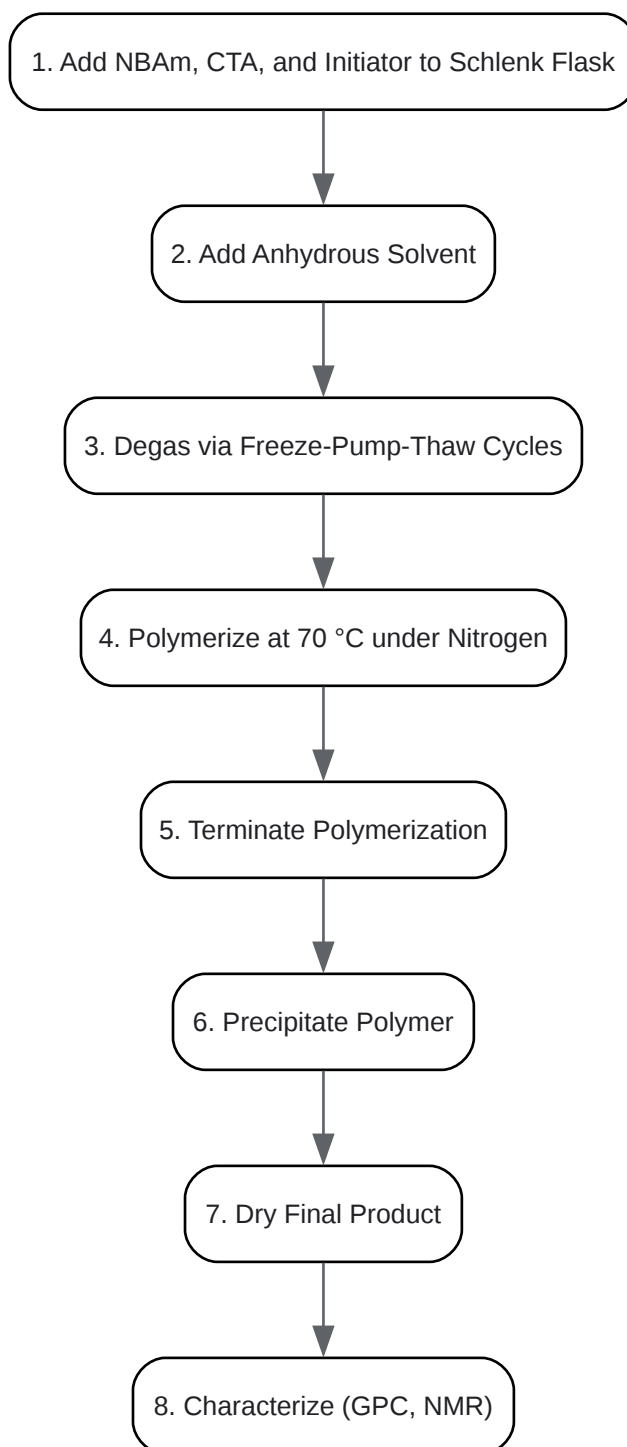 1. Add NBAm, CTA, and Initiator to Schlenk Flask
2. Add Anhydrous Solvent
3. Degas via Freeze-Pump-Thaw Cycles
4. Polymerize at 70 °C under Nitrogen
5. Terminate Polymerization
6. Precipitate Polymer
7. Dry Final Product
8. Characterize (GPC, NMR)